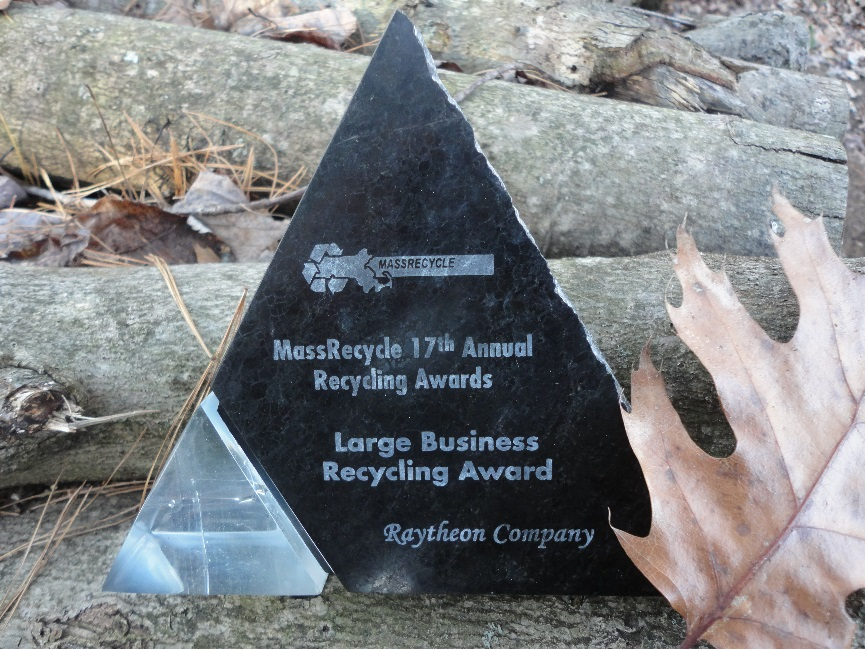 MASSRECYCLE
MassRecycle 17th Annual
Recycling Awards
Large Business
Recycling Award
Raytheon Company